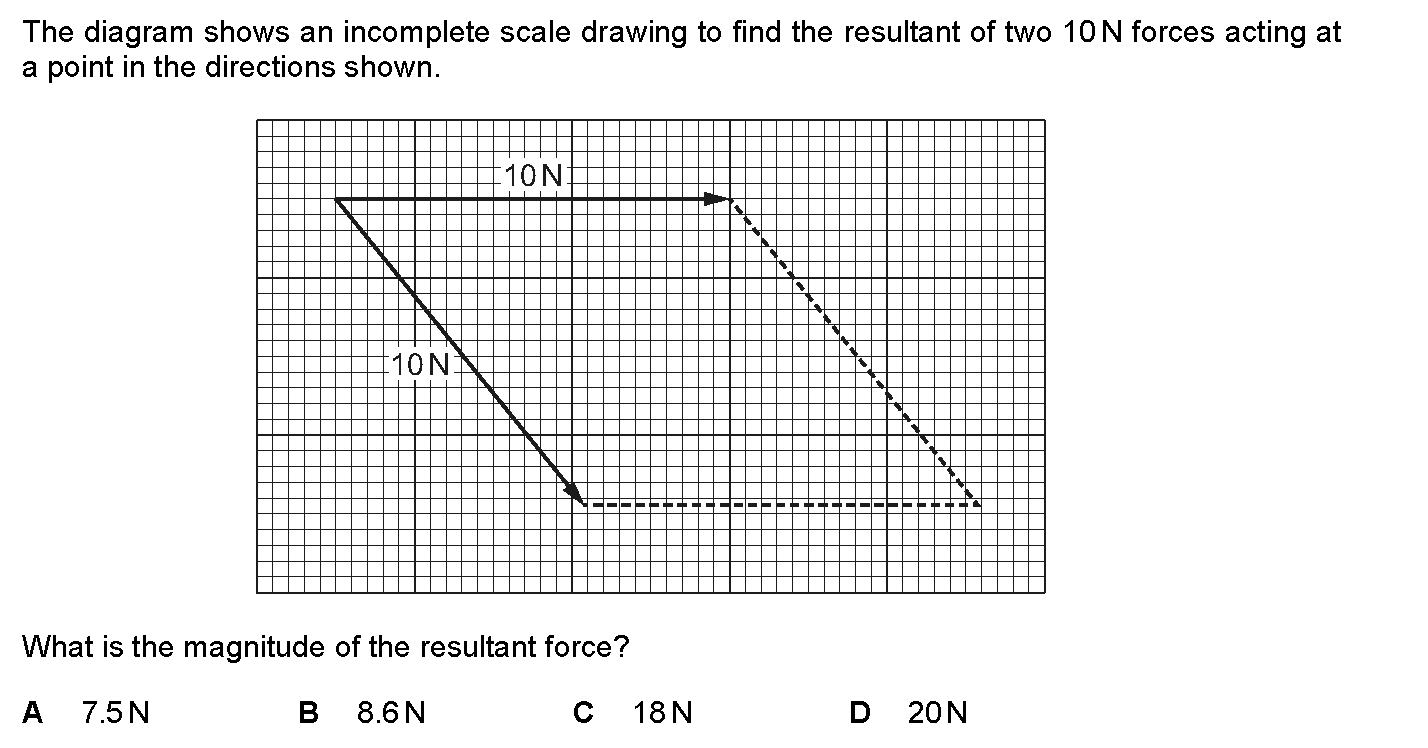 The diagram shows an incomplete scale drawing to find the resultant of two 10 N forces acting at
a point in the directions shown.
10 N
10 N
What is the magnitude of the resultant force?
A 7.5 N B 8.6 N C 18 N D 20 N